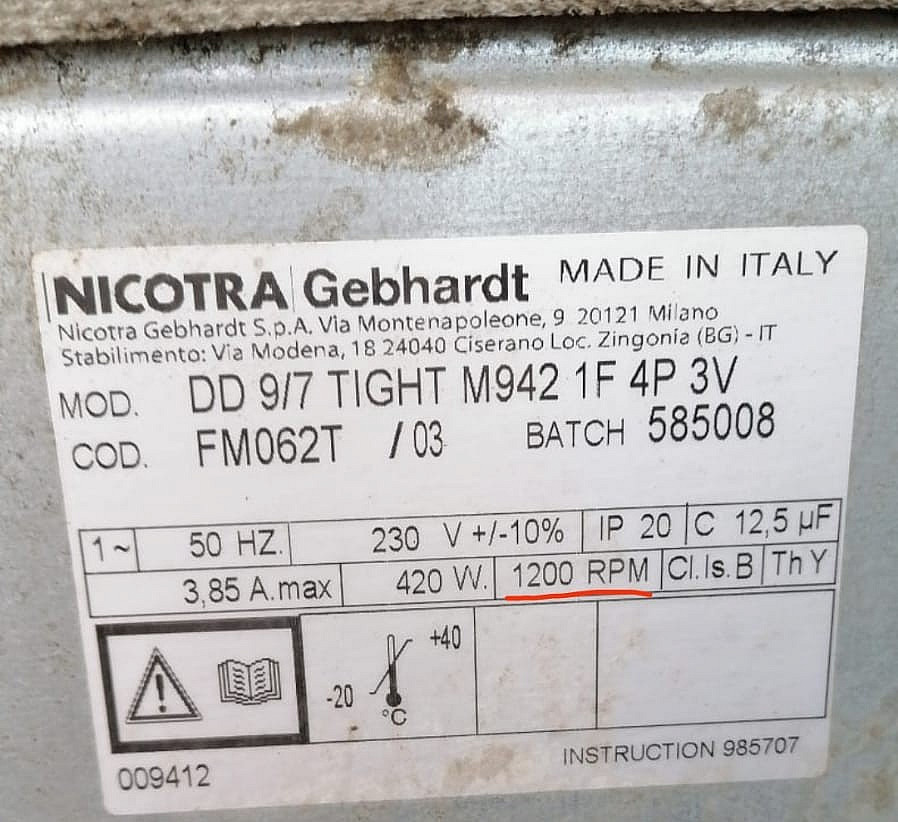 NICOTRA Gebhardt MADE IN ITALY
Nicotra Gebhardt S.p.A. Via Montenapoleone, 9 20121 Milano
Stabilimento: Via Modena, 18 24040 Ciserano Loc. Zingonia (BG) - IT
MOD. DD 9/7 TIGHT M942 1F 4P 3V
COD. FM062T /03 BATCH 585008
1~ 50 HZ. 230 V +/-10% IP 20 C 12,5 µF
3,85 A.max 420 W. 1200 RPM Cl.Is.B Th Y
+40
-20
°C
INSTRUCTION 985707
009412